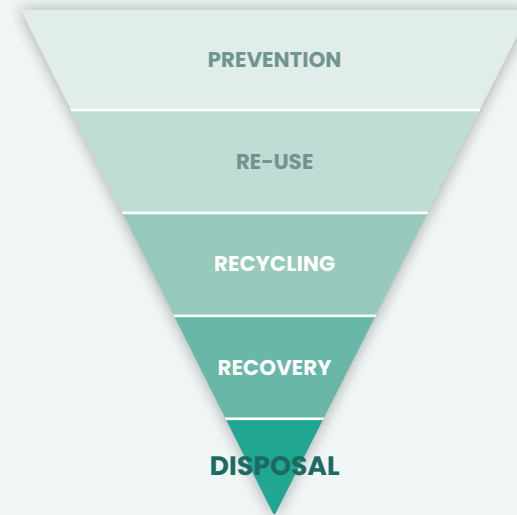 PREVENTION
RE-USE
RECYCLING
RECOVERY
DISPOSAL